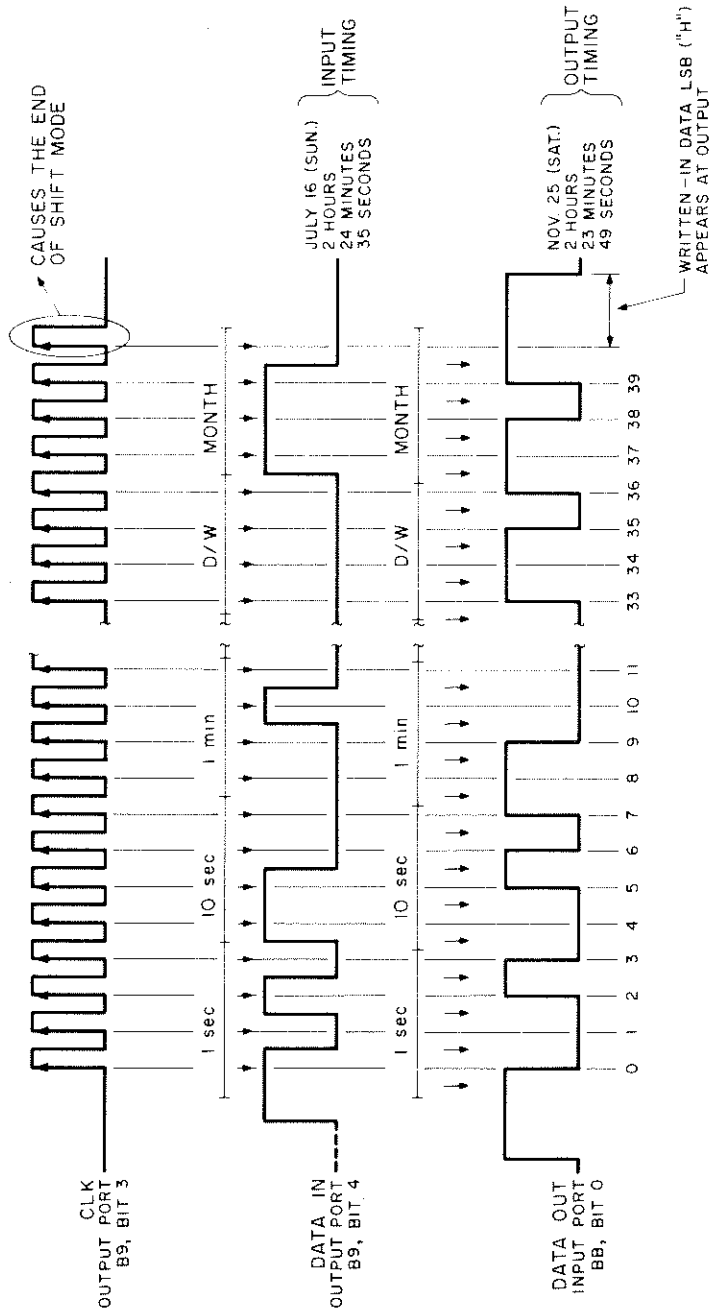 CAUSES THE END
OF SHIFT MODE
CLK
OUTPUT PORT
B9, BIT 3
1 sec
10 sec
1 min
D/W
MONTH
DATA IN
OUTPUT PORT
B9, BIT 4
JULY 16 (SUN.)
2 HOURS
24 MINUTES
35 SECONDS
INPUT
TIMING
1 sec
10 sec
1 min
D/W
MONTH
DATA OUT
INPUT PORT
BB, BIT 0
NOV. 25 (SAT.)
2 HOURS
23 MINUTES
49 SECONDS
OUTPUT
TIMING
0 1 2 3 4 5 6 7 8 9 10 11 33 34 35 36 37 38 39
WRITTEN-IN DATA LSB ("H")
APPEARS AT OUTPUT